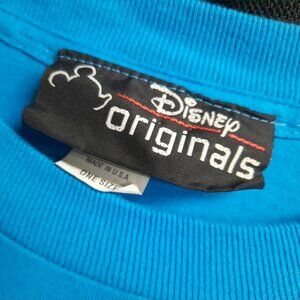 Disney
originals
MADE IN U.S.A.
ONE SIZE